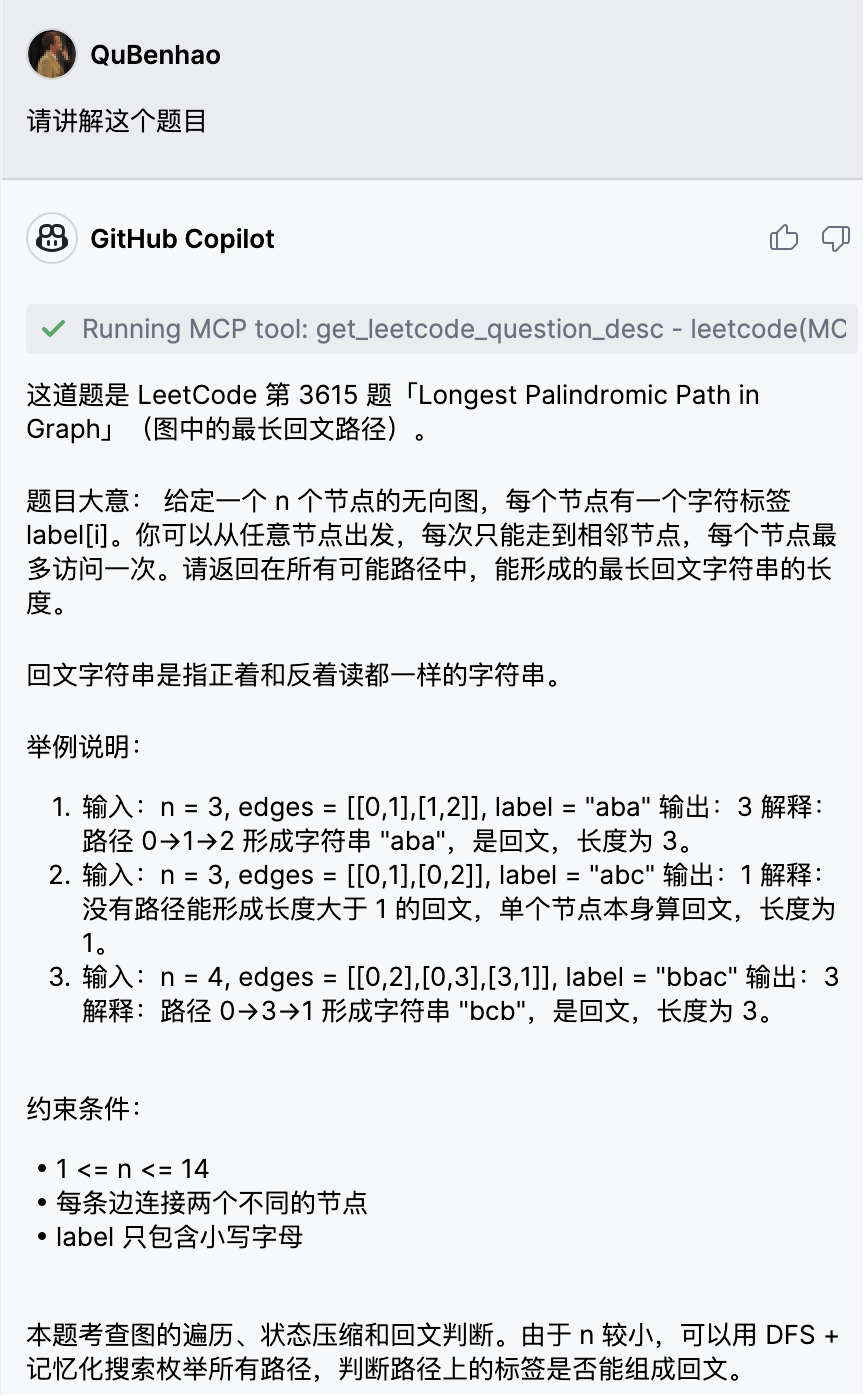 QuBenhao
请讲解这个题目
GitHub Copilot
Running MCP tool: get_leetcode_question_desc - leetcode(MC
这道题是 LeetCode 第 3615 题「Longest Palindromic Path in
Graph」（图中的最长回文路径）。
题目大意： 给定一个 n 个节点的无向图，每个节点有一个字符标签
label[i]。你可以从任意节点出发，每次只能走到相邻节点，每个节点最
多访问一次。请返回在所有可能路径中，能形成的最长回文字符串的长
度。
回文字符串是指正着和反着读都一样的字符串。
举例说明：
1. 输入：n = 3, edges = [[0,1],[1,2]], label = "aba" 输出：3 解释：
路径 0→1→2 形成字符串 "aba"，是回文，长度为 3。
2. 输入：n = 3, edges = [[0,1],[0,2]], label = "abc" 输出：1 解释：
没有路径能形成长度大于 1 的回文，单个节点本身算回文，长度为
1。
3. 输入：n = 4, edges = [[0,2],[0,3],[3,1]], label = "bbac" 输出：3
解释：路径 0→3→1 形成字符串 "bcb"，是回文，长度为 3。
约束条件：
• 1 <= n <= 14
• 每条边连接两个不同的节点
• label 只包含小写字母
本题考查图的遍历、状态压缩和回文判断。由于 n 较小，可以用 DFS +
记忆化搜索枚举所有路径，判断路径上的标签是否能组成回文。